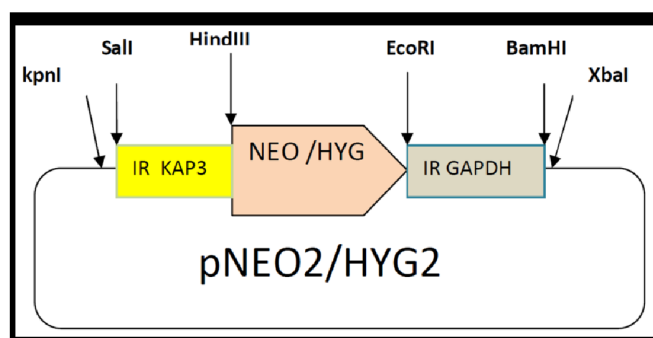 HindIII
SalI
EcoRI
BamHI
kpnI
XbaI
NEO /HYG
IR KAP3
IR GAPDH
pNEO2/HYG2